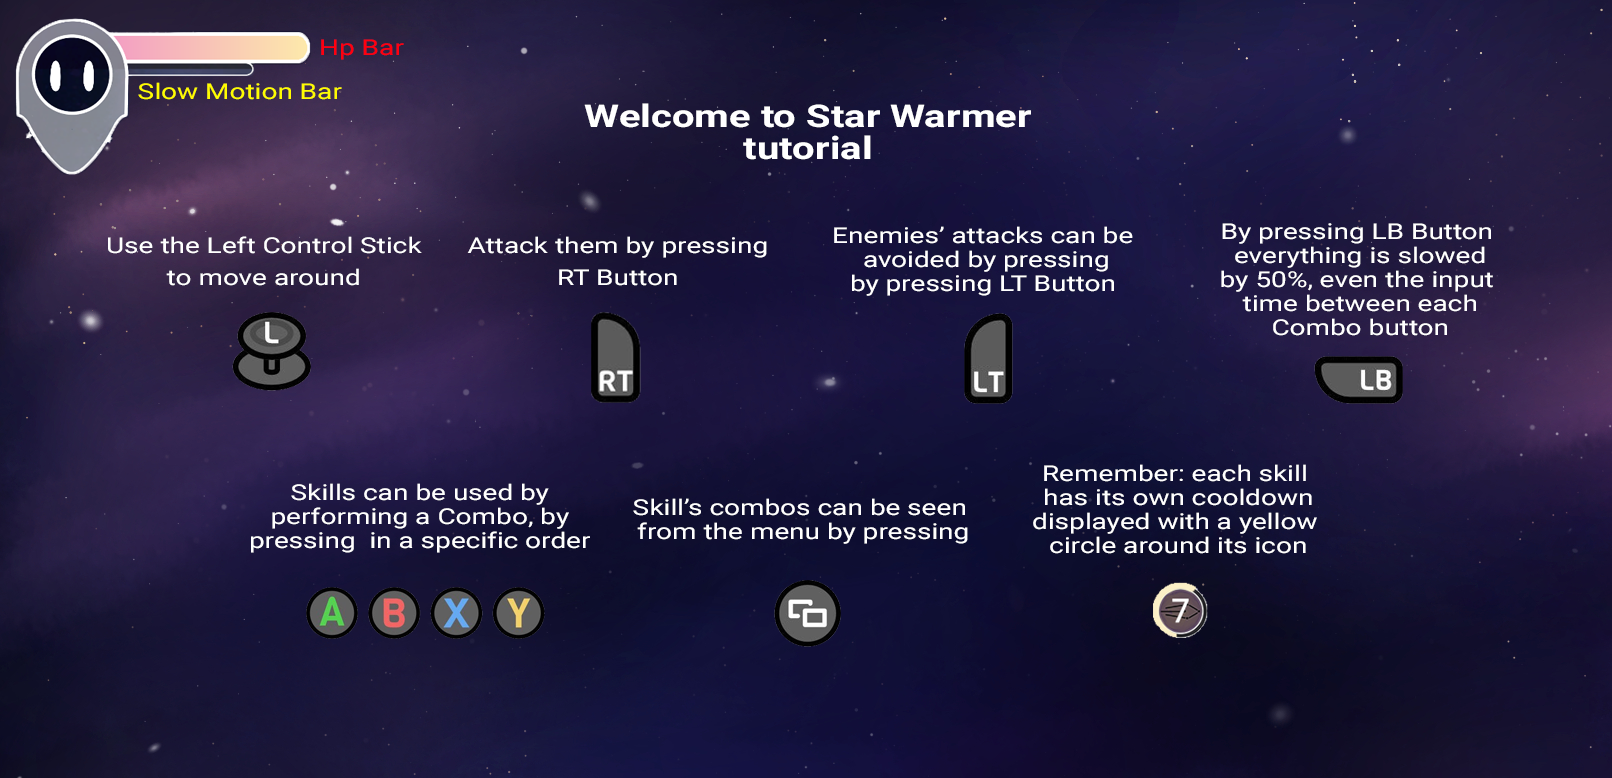 Hp Bar
Slow Motion Bar
Welcome to Star Warmer
tutorial
Use the Left Control Stick
to move around
L
Attack them by pressing
RT Button
RT
Enemies’ attacks can be
avoided by pressing
by pressing LT Button
LT
By pressing LB Button
everything is slowed
by 50%, even the input
time between each
Combo button
LB
Skills can be used by
performing a Combo, by
pressing  in a specific order
A B X Y
Skill’s combos can be seen
from the menu by pressing
Remember: each skill
has its own cooldown
displayed with a yellow
circle around its icon
7